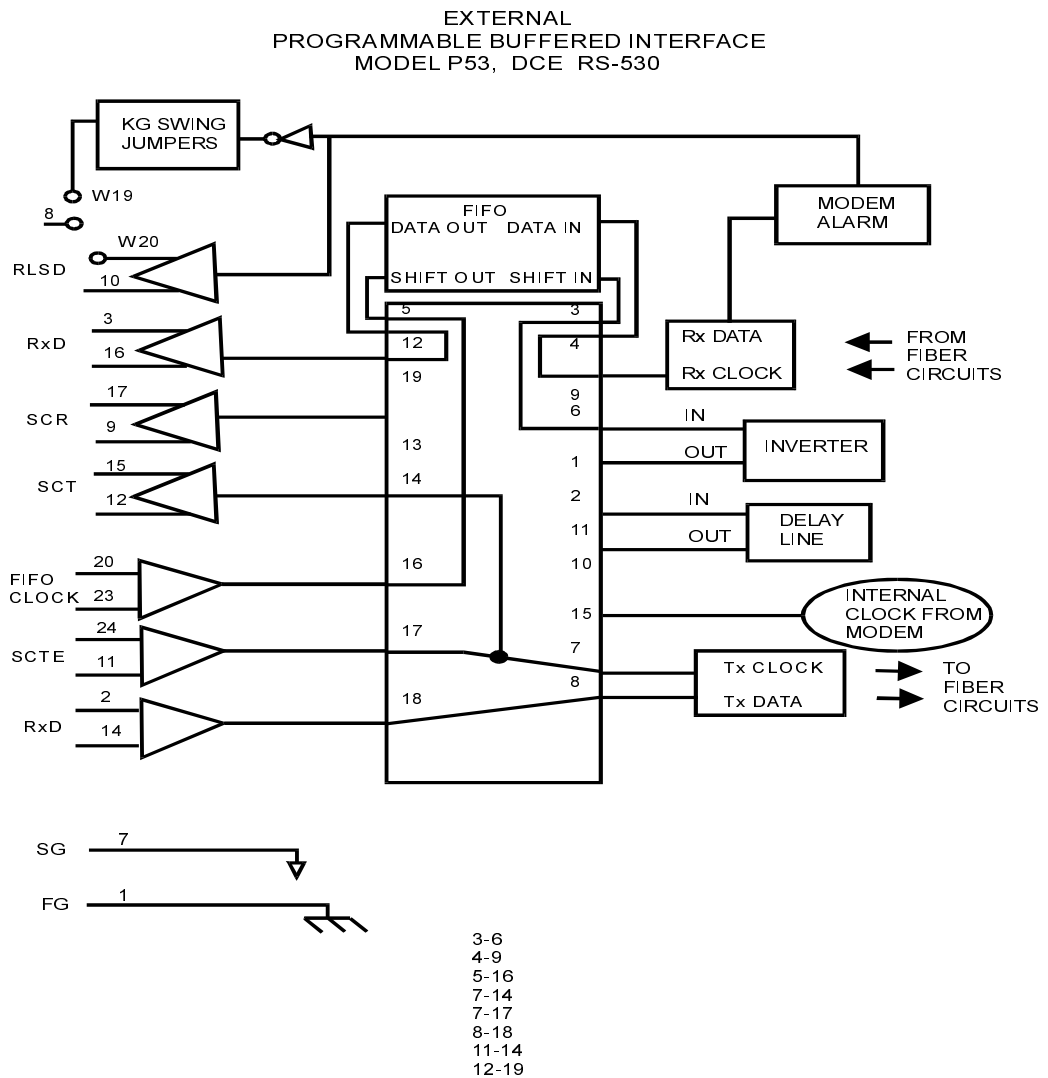 EXTERNAL
PROGRAMMABLE BUFFERED INTERFACE
MODEL P53, DCE RS-530
KG SWING
JUMPERS
W19
8
W20
RLSD
10
MODEM
ALARM
FIFO
DATA OUT DATA IN
SHIFT OUT SHIFT IN
3
RxD
16
17
SCR
9
15
SCT
12
20
FIFO
CLOCK
23
24
SCTE
11
2
RxD
14
5
12
19
13
14
16
17
18
3
4
9
6
1
2
11
10
15
7
8
Rx DATA
Rx CLOCK
FROM
FIBER
CIRCUITS
IN
OUT
INVERTER
IN
OUT
DELAY
LINE
INTERNAL
CLOCK FROM
MODEM
Tx CLOCK
Tx DATA
TO
FIBER
CIRCUITS
SG
7
FG
1
3-6
4-9
5-16
7-14
7-17
8-18
11-14
12-19